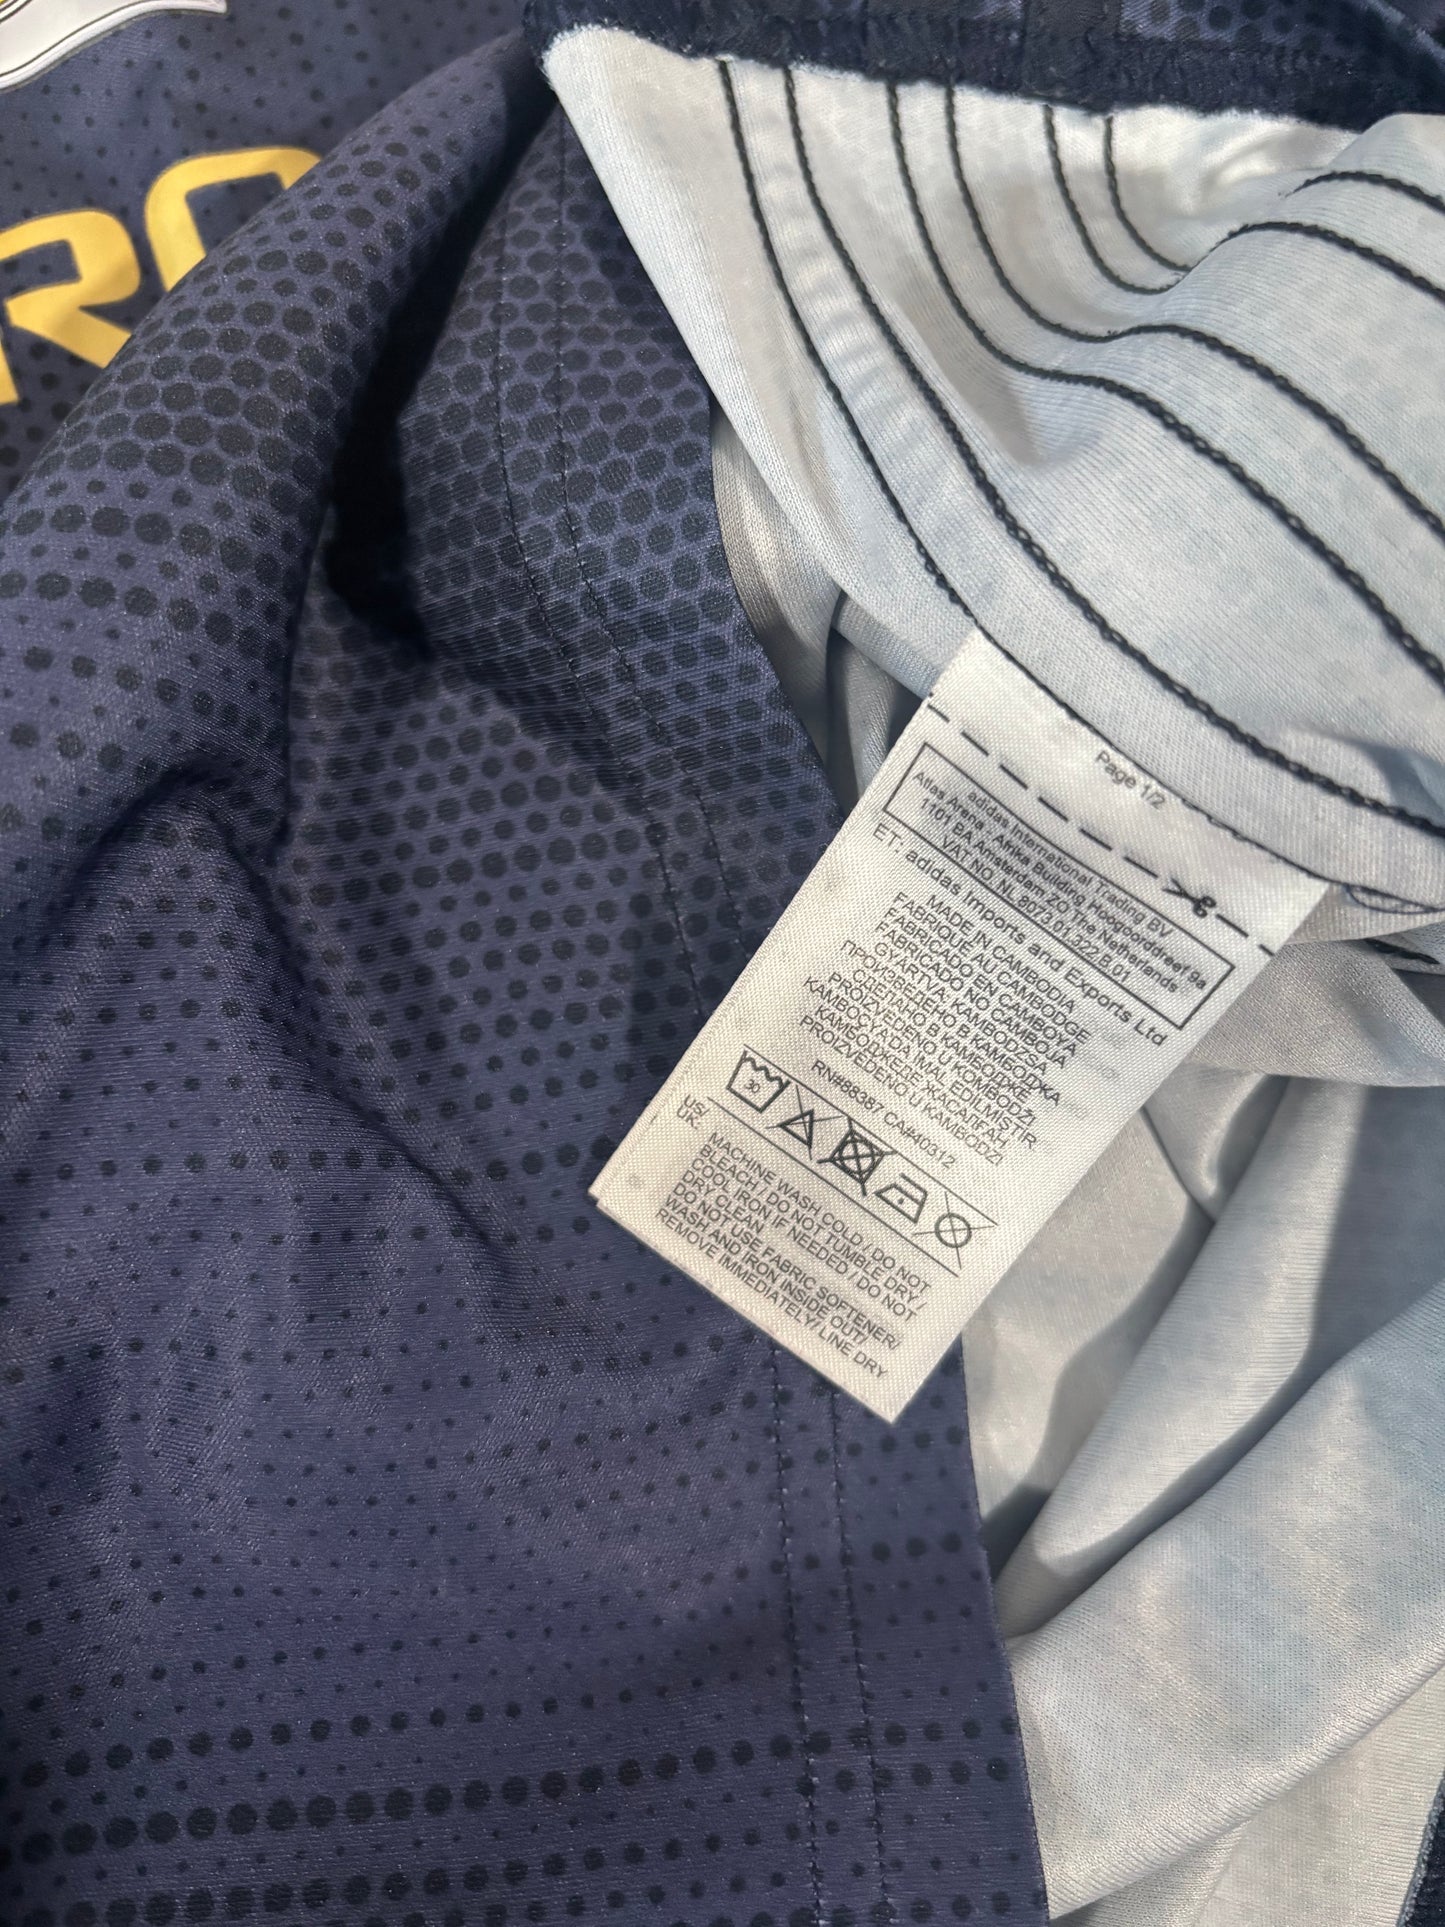 RO
Page 1/2
adidas International Trading BV
Atlas Arena - Afrika Building Hoogoorddreef 9a
1101 BA Amsterdam ZO The Netherlands
VAT NO. NL.8073.01.322.B.01
ET: adidas Imports and Exports Ltd
MADE IN CAMBODIA
FABRIQUE AU CAMBODGE
FABRICADO EN CAMBOYA
FABRICADO NO CAMBOJA
GYÁRTVA: KAMBODZSA
ПРОИЗВЕДЕНО В КАМБОДЖА
СДЕЛАНО В КАМБОДЖЕ
PROIZVEDENO U KOMBODŽI
KAMBOÇYA'DA İMAL EDİLMİŞTİR
КАМБОДЖЕДЕ ЖАСАЛҒАН
PROIZVEDENO U KAMBODŽI
RN#88387 CA#40312
30
US/
UK:
MACHINE WASH COLD / DO NOT
BLEACH / DO NOT TUMBLE DRY /
COOL IRON IF NEEDED / DO NOT
DRY CLEAN /
DO NOT USE FABRIC SOFTENER/
WASH AND IRON INSIDE OUT/
REMOVE IMMEDIATELY/ LINE DRY